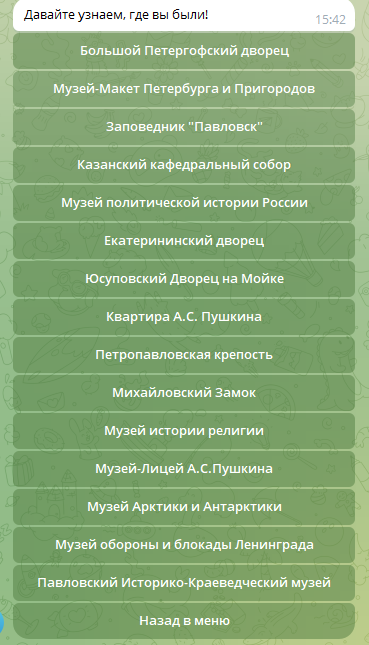 Давайте узнаем, где вы были!
15:42
Большой Петергофский дворец
Музей-Макет Петербурга и Пригородов
Заповедник "Павловск"
Казанский кафедральный собор
Музей политической истории России
Екатерининский дворец
Юсуповский Дворец на Мойке
Квартира А.С. Пушкина
Петропавловская крепость
Михайловский Замок
Музей истории религии
Музей-Лицей А.С.Пушкина
Музей Арктики и Антарктики
Музей обороны и блокады Ленинграда
Павловский Историко-Краеведческий музей
Назад в меню